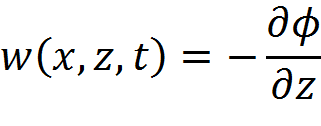 w(x, z, t) = −∂ϕ/∂z